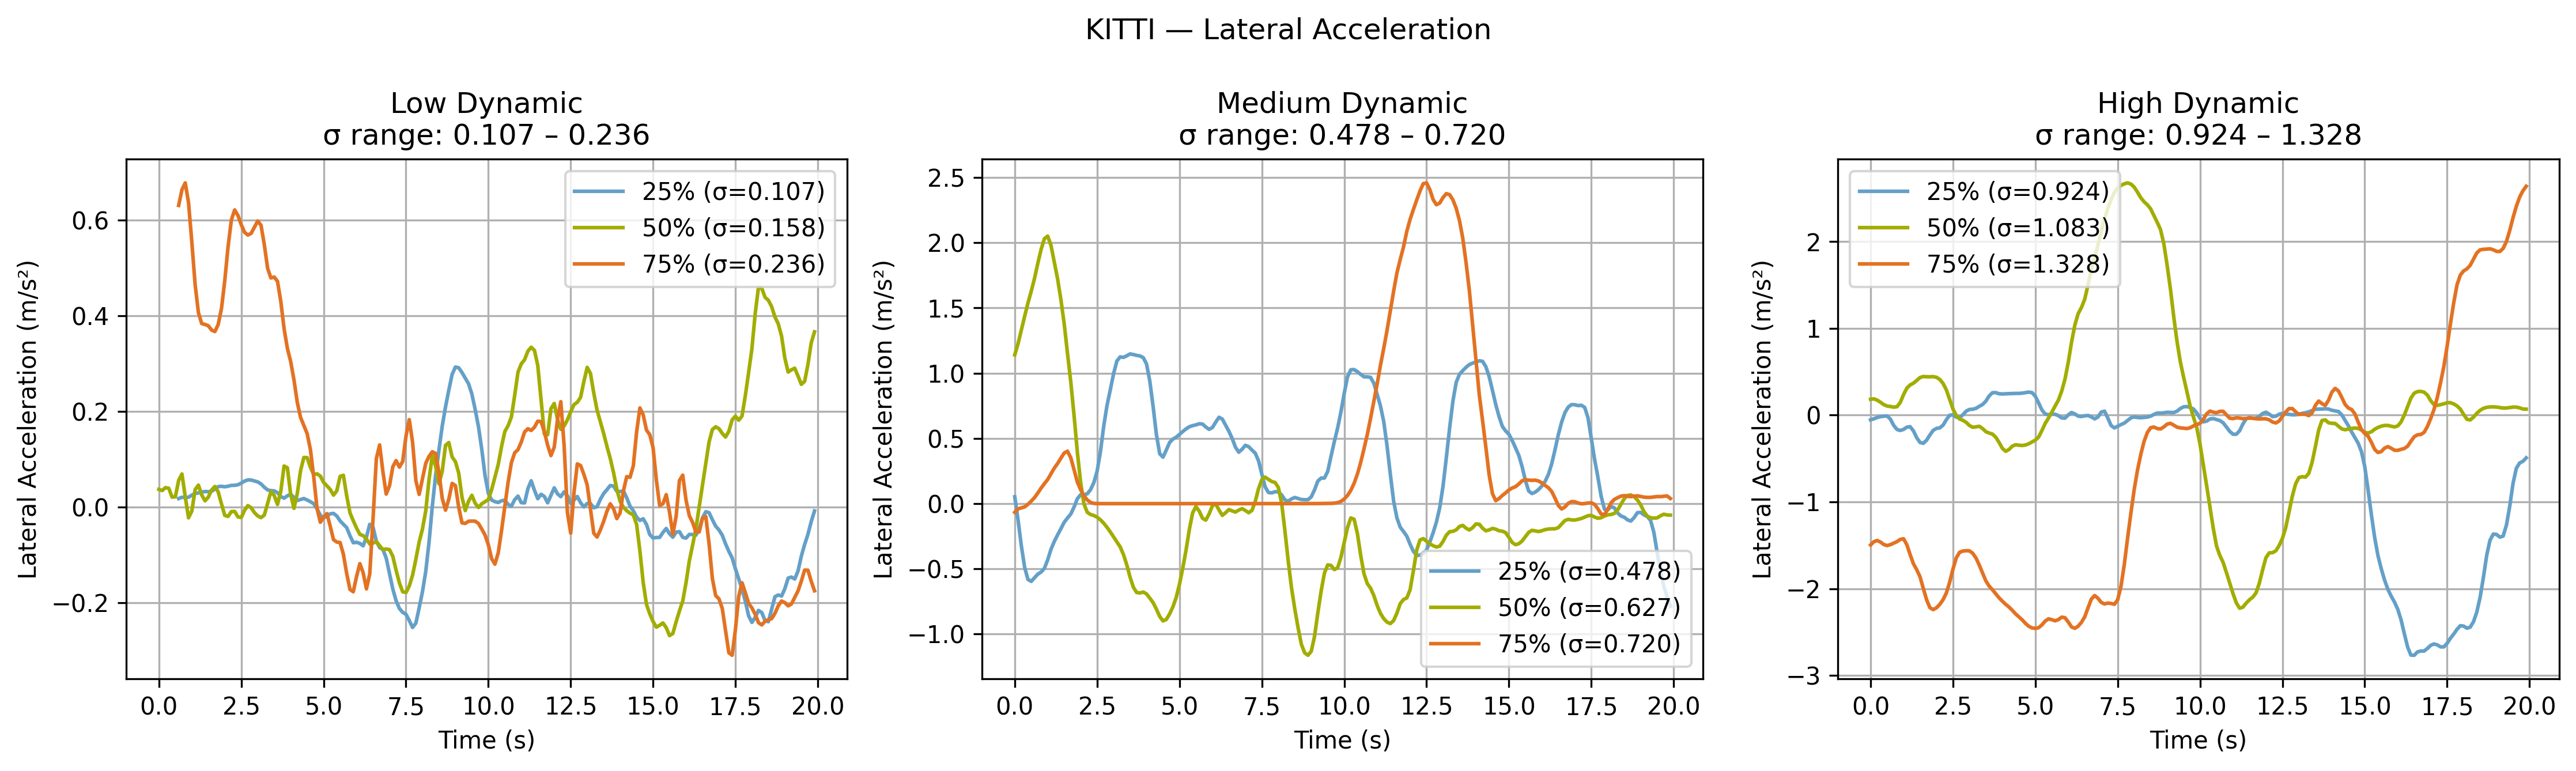 KITTI — Lateral Acceleration
Low Dynamic
σ range: 0.107 – 0.236
25% (σ=0.107)
50% (σ=0.158)
75% (σ=0.236)
Lateral Acceleration (m/s²)
0.6
0.4
0.2
0.0
−0.2
0.0 2.5 5.0 7.5 10.0 12.5 15.0 17.5 20.0
Time (s)
Medium Dynamic
σ range: 0.478 – 0.720
Lateral Acceleration (m/s²)
2.5
2.0
1.5
1.0
0.5
0.0
−0.5
−1.0
25% (σ=0.478)
50% (σ=0.627)
75% (σ=0.720)
0.0 2.5 5.0 7.5 10.0 12.5 15.0 17.5 20.0
Time (s)
High Dynamic
σ range: 0.924 – 1.328
25% (σ=0.924)
50% (σ=1.083)
75% (σ=1.328)
Lateral Acceleration (m/s²)
2
1
0
−1
−2
−3
0.0 2.5 5.0 7.5 10.0 12.5 15.0 17.5 20.0
Time (s)